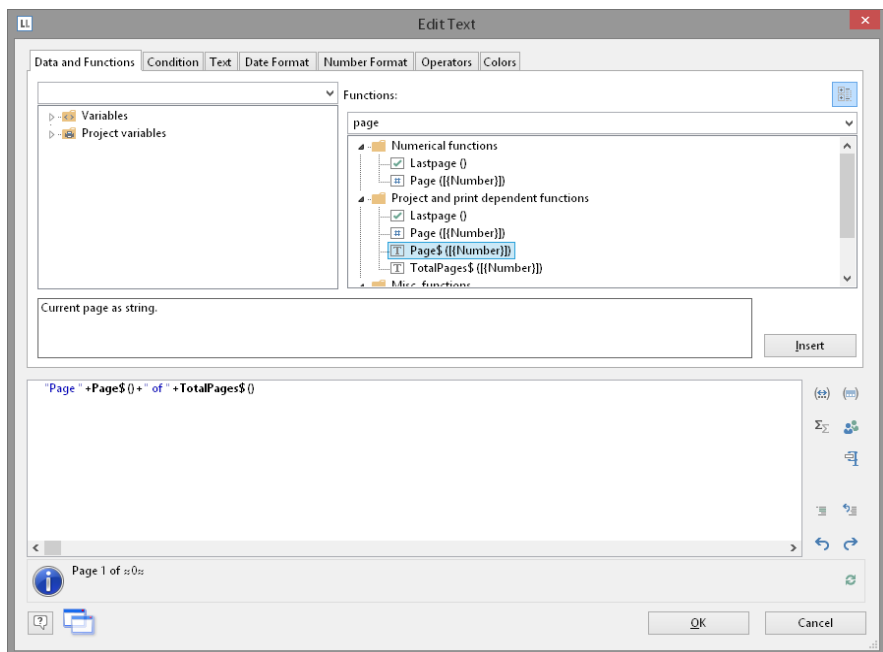 LL Edit Text
Data and Functions Condition Text Date Format Number Format Operators Colors
Functions:
Variables
Project variables
page
Numerical functions
Lastpage ()
Page ([{Number}])
Project and print dependent functions
Lastpage ()
Page ([{Number}])
T Page$ ([{Number}])
T TotalPages$ ([{Number}])
Misc. functions
Current page as string.
Insert
"Page " +Page$ () +" of " +TotalPages$ ()
Page 1 of ≈0≈
OK Cancel